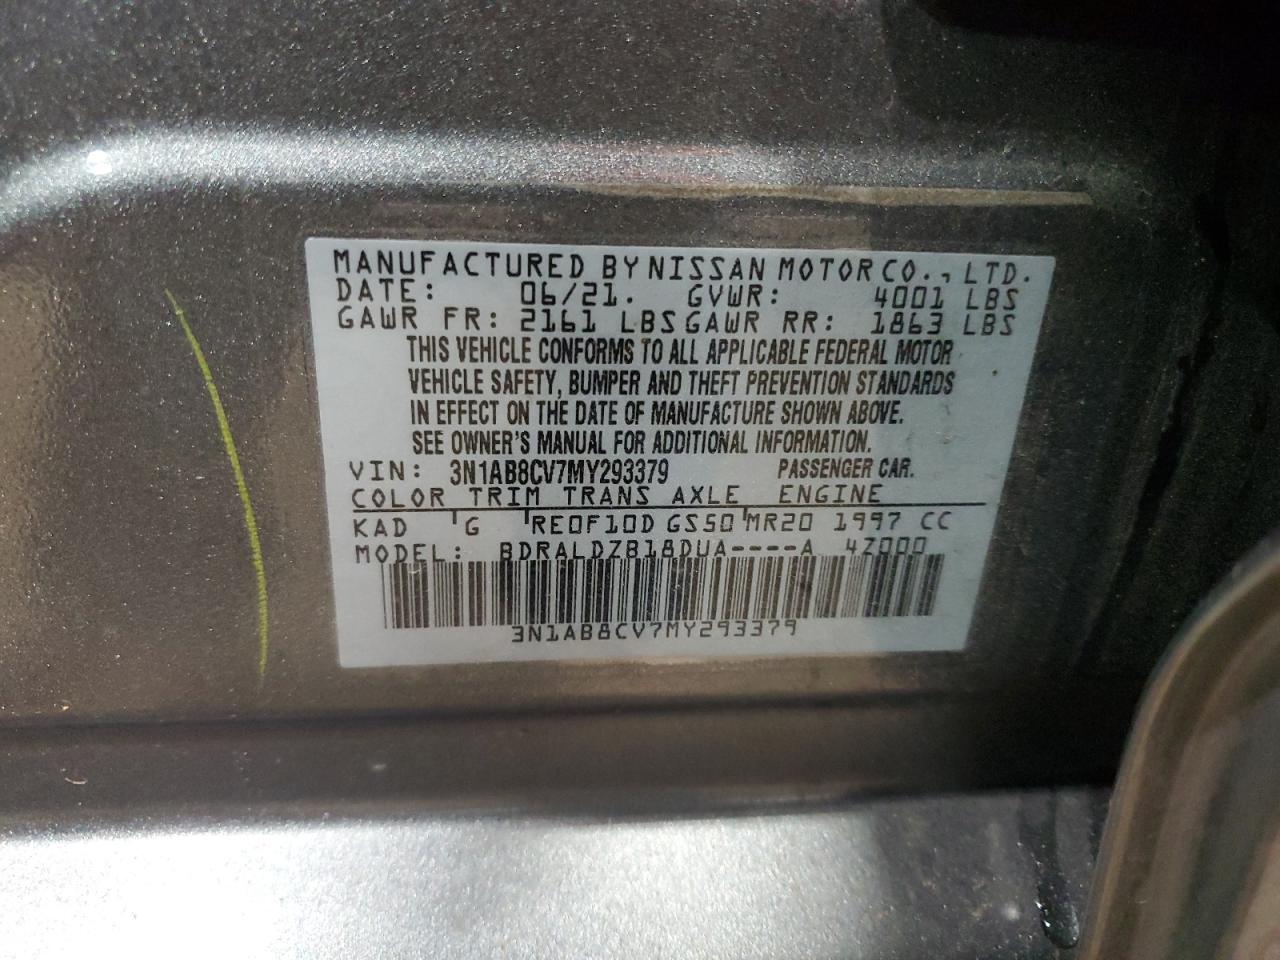 MANUFACTURED BY NISSAN MOTOR CO., LTD.
DATE: 06/21. GVWR: 4001 LBS
GAWR FR: 2161 LBS GAWR RR: 1863 LBS
THIS VEHICLE CONFORMS TO ALL APPLICABLE FEDERAL MOTOR
VEHICLE SAFETY, BUMPER AND THEFT PREVENTION STANDARDS
IN EFFECT ON THE DATE OF MANUFACTURE SHOWN ABOVE.
SEE OWNER'S MANUAL FOR ADDITIONAL INFORMATION.
VIN: 3N1AB8CV7MY293379 PASSENGER CAR.
COLOR TRIM TRANS AXLE ENGINE
KAD G RE0F10D GS50 MR20 1997 CC
MODEL: BDRALDZB18DUA----A 4Z000
3N1AB8CV7MY293379